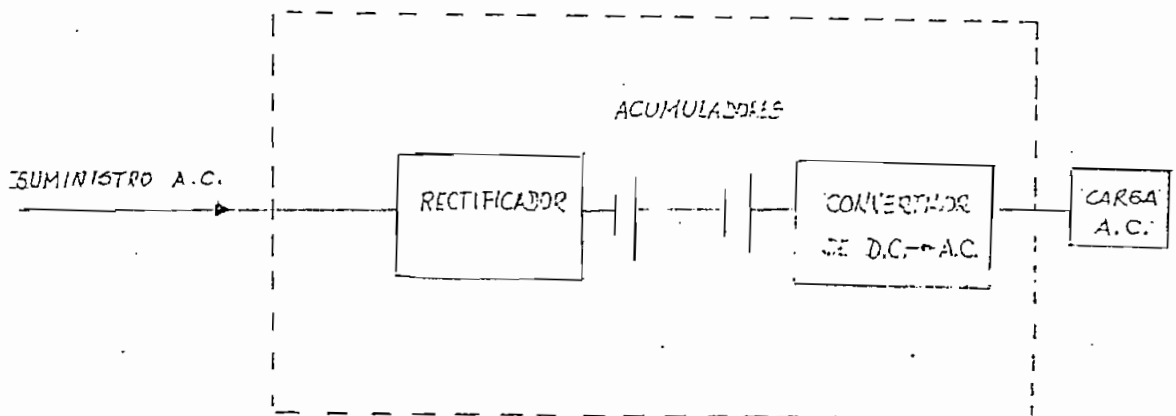 ACUMULADORES
SUMINISTRO A.C.
RECTIFICADOR
CONVERTIDOR
DE D.C.→A.C.
CARGA
A.C.